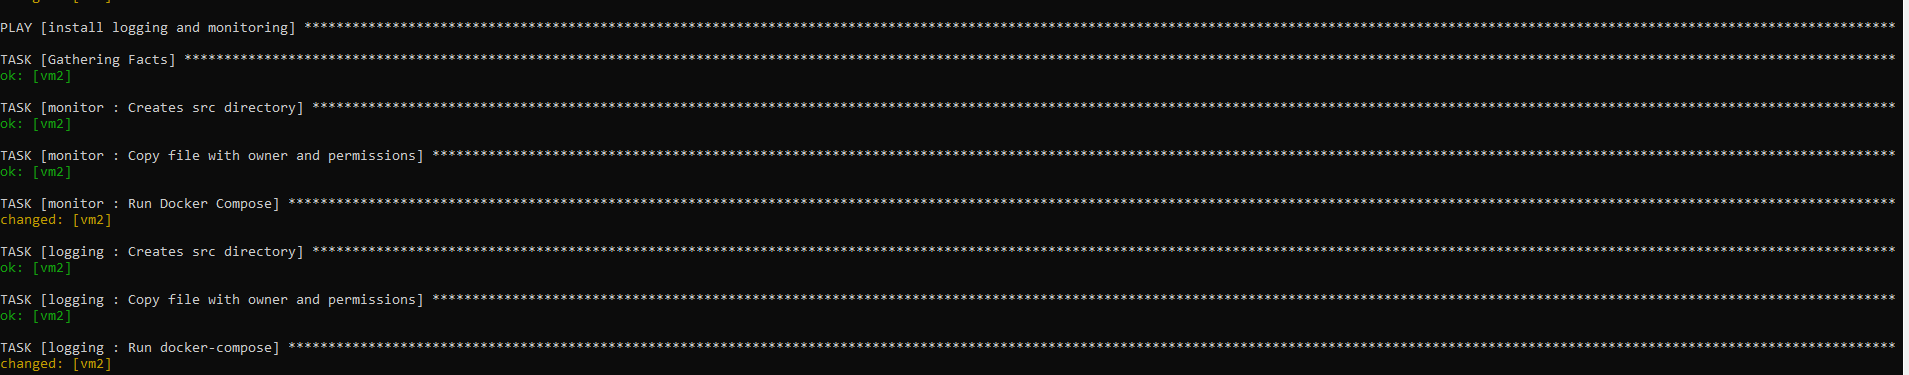 PLAY [install logging and monitoring] ***************************************************************************************************************************************************************************************************
TASK [Gathering Facts] ******************************************************************************************************************************************************************************************************************
ok: [vm2]
TASK [monitor : Creates src directory] **************************************************************************************************************************************************************************************************
ok: [vm2]
TASK [monitor : Copy file with owner and permissions] ***********************************************************************************************************************************************************************************
ok: [vm2]
TASK [monitor : Run Docker Compose] *****************************************************************************************************************************************************************************************************
changed: [vm2]
TASK [logging : Creates src directory] **************************************************************************************************************************************************************************************************
ok: [vm2]
TASK [logging : Copy file with owner and permissions] ***********************************************************************************************************************************************************************************
ok: [vm2]
TASK [logging : Run docker-compose] *****************************************************************************************************************************************************************************************************
changed: [vm2]